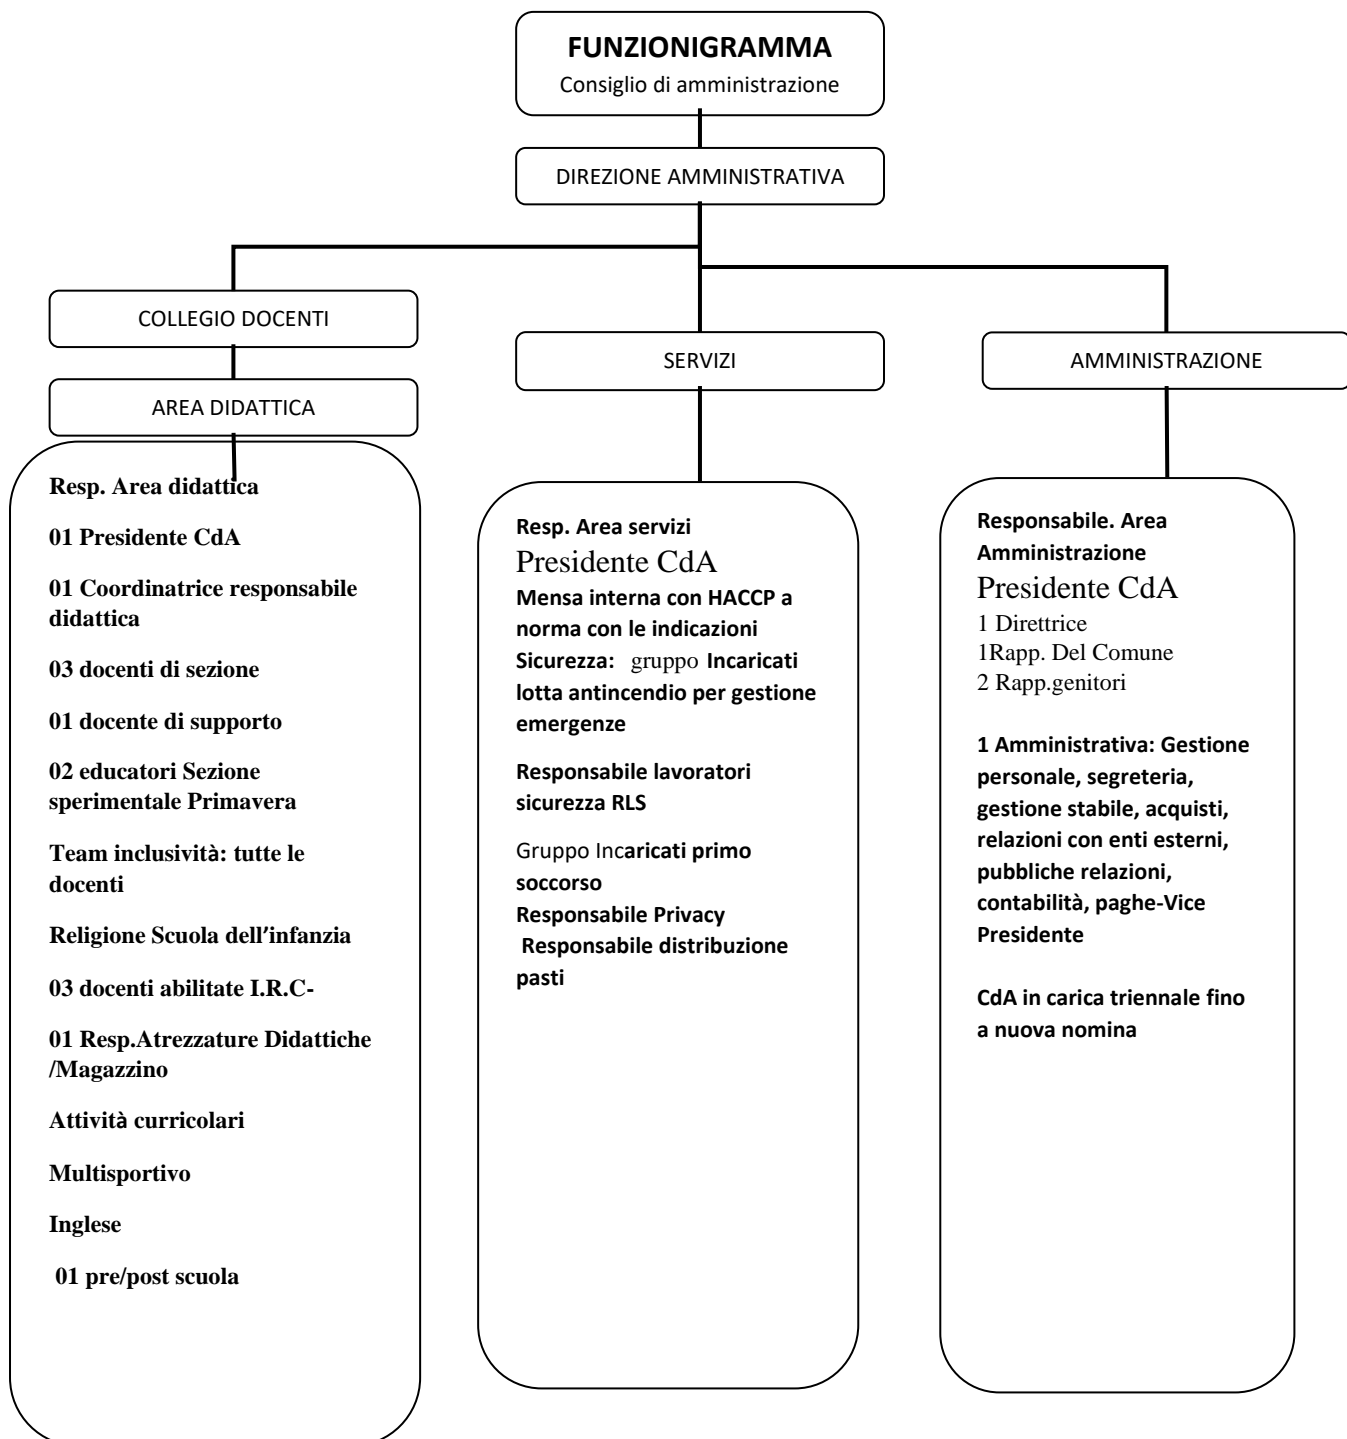 FUNZIONIGRAMMA
Consiglio di amministrazione
DIREZIONE AMMINISTRATIVA
COLLEGIO DOCENTI
AREA DIDATTICA
Resp. Area didattica
01 Presidente CdA
01 Coordinatrice responsabile
didattica
03 docenti di sezione
01 docente di supporto
02 educatori Sezione
sperimentale Primavera
Team inclusività: tutte le
docenti
Religione Scuola dell'infanzia
03 docenti abilitate I.R.C-
01 Resp.Atrezzature Didattiche
/Magazzino
Attività curricolari
Multisportivo
Inglese
01 pre/post scuola
SERVIZI
Resp. Area servizi
Presidente CdA
Mensa interna con HACCP a
norma con le indicazioni
Sicurezza: gruppo Incaricati
lotta antincendio per gestione
emergenze
Responsabile lavoratori
sicurezza RLS
Gruppo Incaricati primo
soccorso
Responsabile Privacy
Responsabile distribuzione
pasti
AMMINISTRAZIONE
Responsabile. Area
Amministrazione
Presidente CdA
1 Direttrice
1Rapp. Del Comune
2 Rapp.genitori
1 Amministrativa: Gestione
personale, segreteria,
gestione stabile, acquisti,
relazioni con enti esterni,
pubbliche relazioni,
contabilità, paghe-Vice
Presidente
CdA in carica triennale fino
a nuova nomina